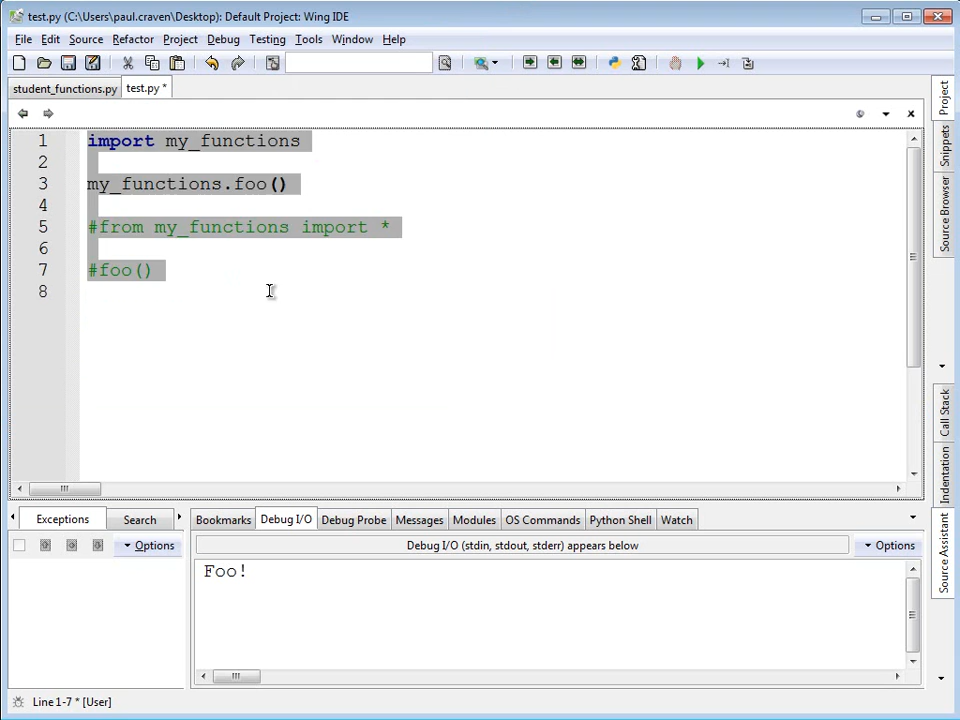 test.py (C:\Users\paul.craven\Desktop): Default Project: Wing IDE
File Edit Source Refactor Project Debug Testing Tools Window Help
student_functions.py test.py *
1 import my_functions
2
3 my_functions.foo()
4
5 #from my_functions import *
6
7 #foo()
8
Project
Snippets
Source Browser
Call Stack
Indentation
Source Assistant
Exceptions Search
Options
Bookmarks Debug I/O Debug Probe Messages Modules OS Commands Python Shell Watch
Debug I/O (stdin, stdout, stderr) appears below
Options
Foo!
Line 1-7 * [User]